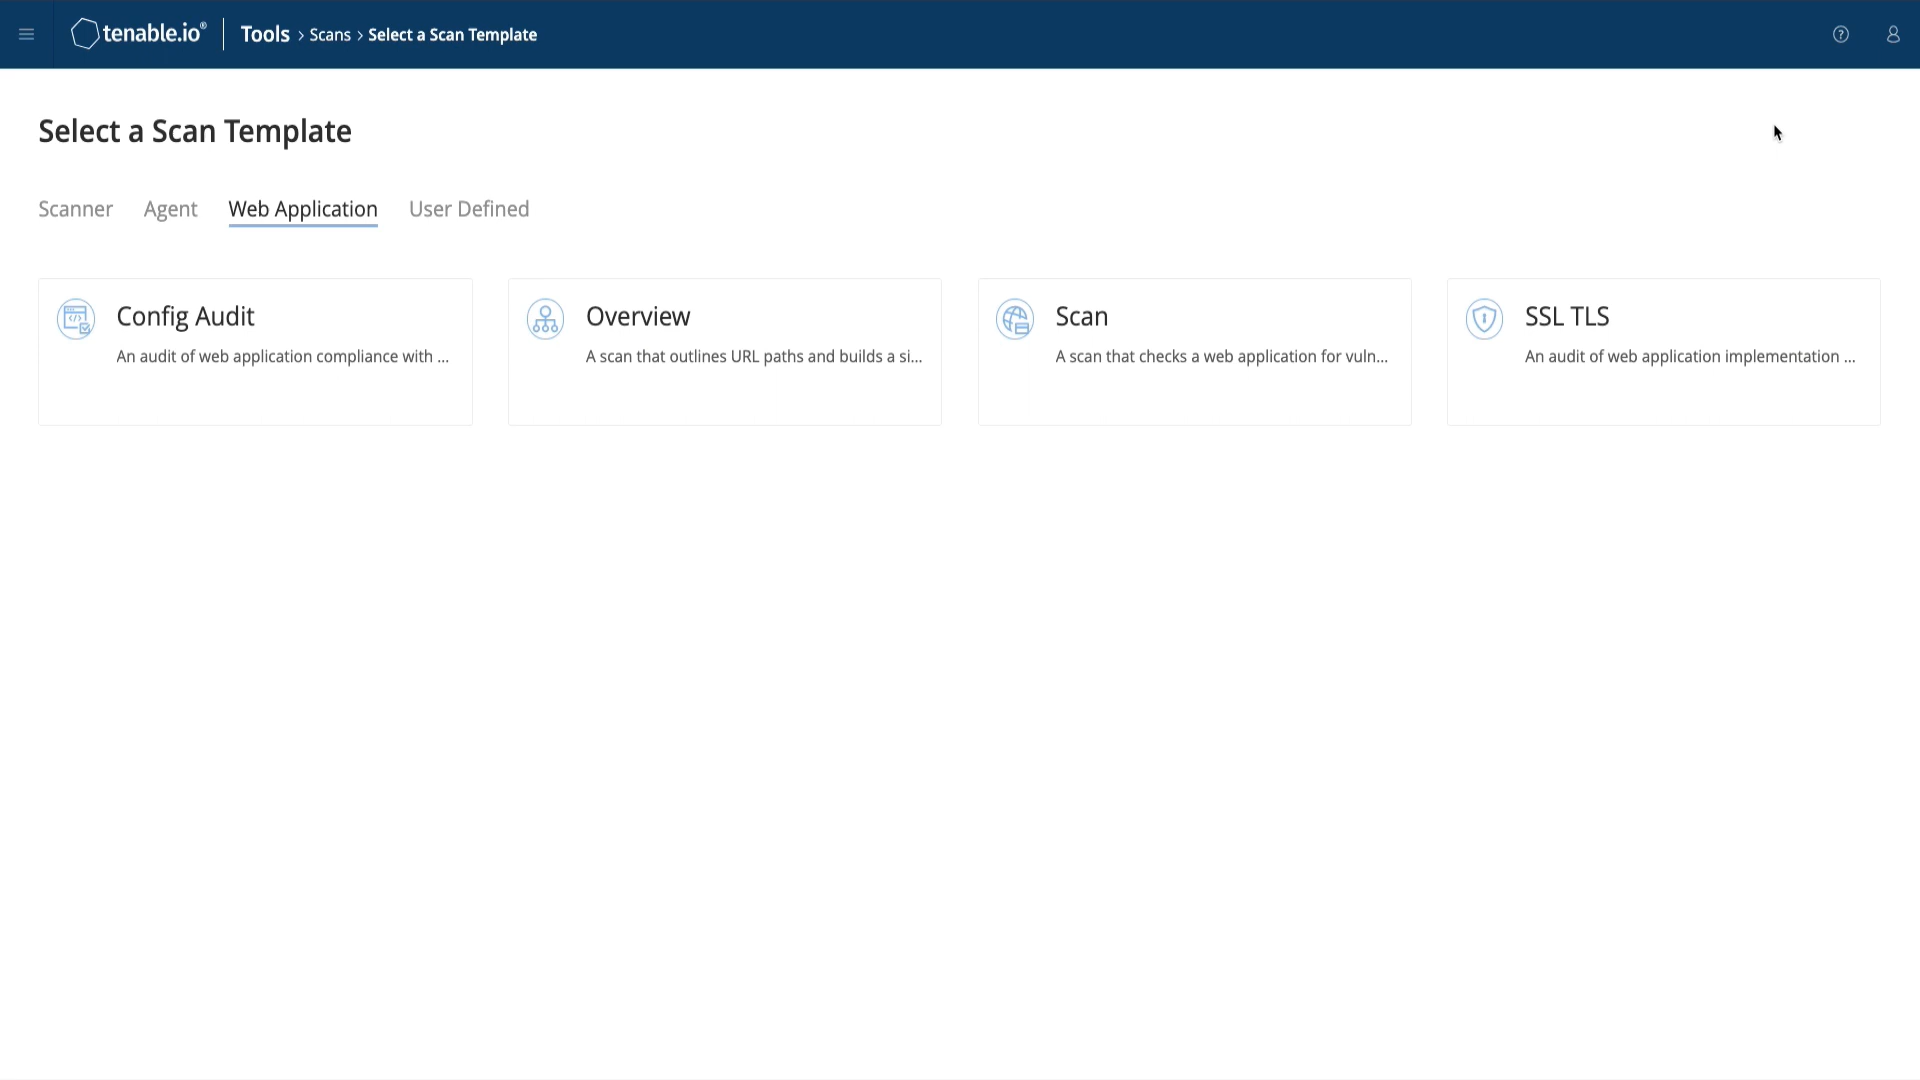 tenable.io® Tools > Scans > Select a Scan Template
Select a Scan Template
Scanner Agent Web Application User Defined
Config Audit
An audit of web application compliance with ...
Overview
A scan that outlines URL paths and builds a si...
Scan
A scan that checks a web application for vuln...
SSL TLS
An audit of web application implementation ...